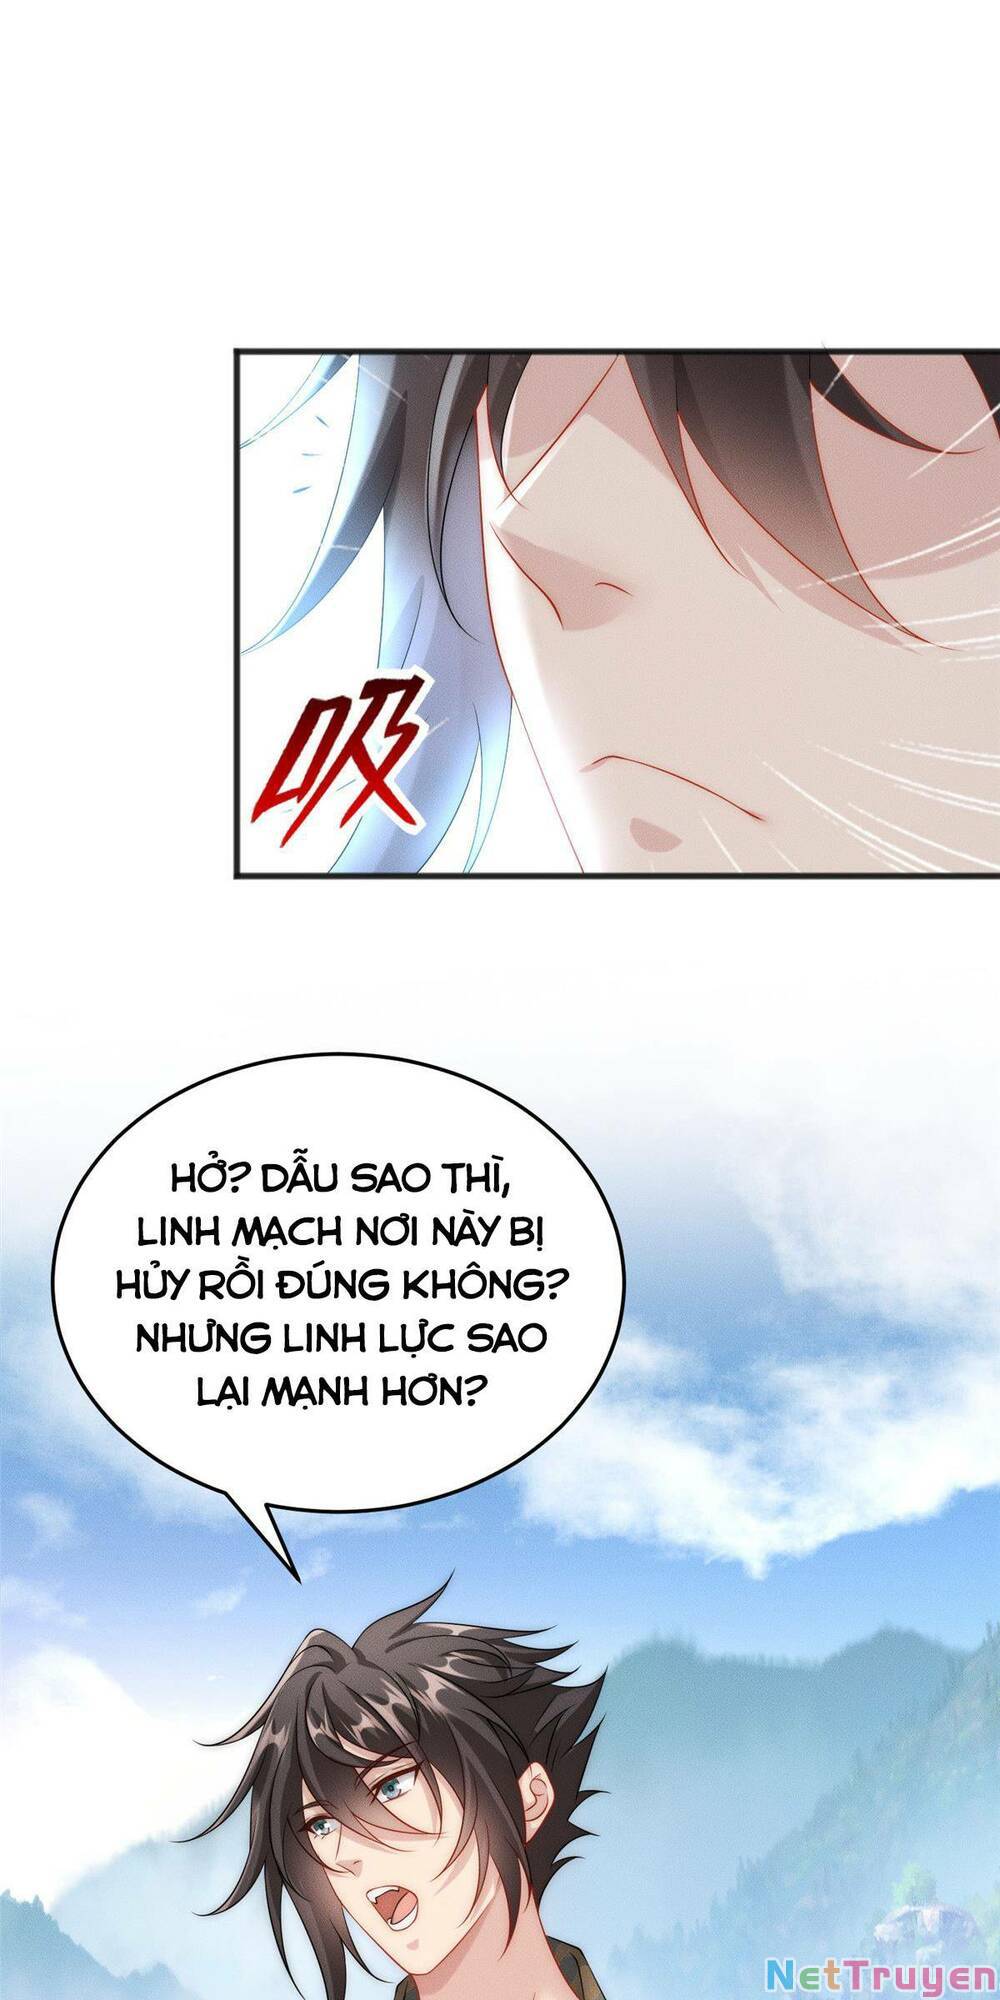 吸
HỞ? DẪU SAO THÌ,
LINH MẠCH NƠI NÀY BỊ
HỦY RỒI ĐÚNG KHÔNG?
NHƯNG LINH LỰC SAO
LẠI MẠNH HƠN?
NetTruyen